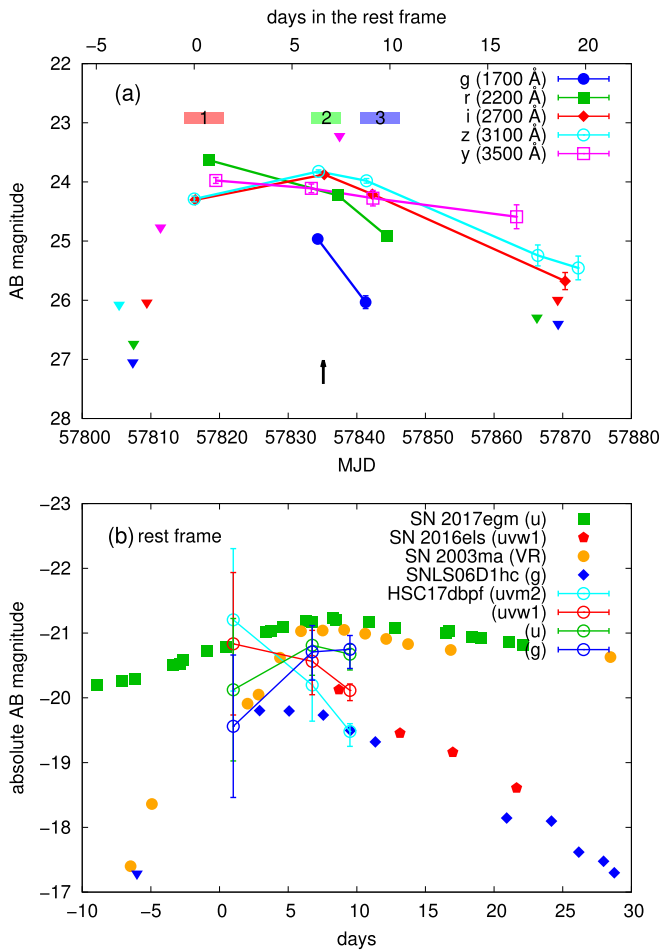 days in the rest frame
-5 0 5 10 15 20
22
(a)
g (1700 Å)
r (2200 Å)
i (2700 Å)
z (3100 Å)
y (3500 Å)
23
1 2 3
24
25
26
27
28
AB magnitude
57800 57810 57820 57830 57840 57850 57860 57870 57880
MJD
-23
(b) rest frame
SN 2017egm (u)
SN 2016els (uvw1)
SN 2003ma (VR)
SNLS06D1hc (g)
HSC17dbpf (uvm2)
(uvw1)
(u)
(g)
-22
-21
-20
-19
-18
-17
absolute AB magnitude
-10 -5 0 5 10 15 20 25 30
days